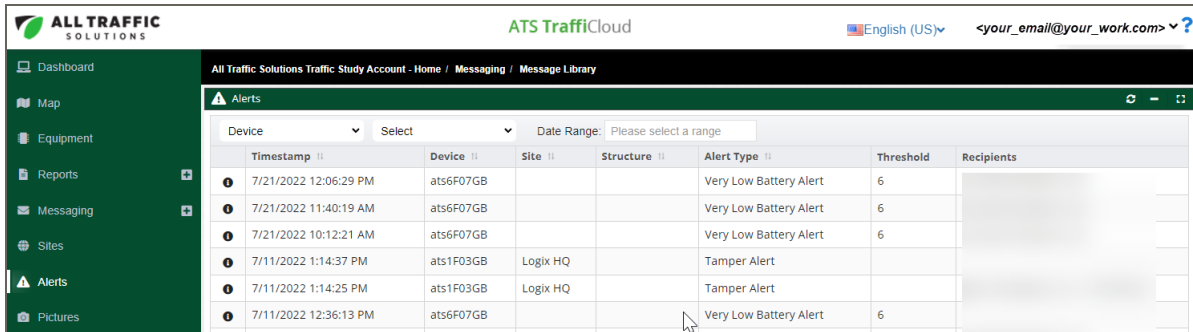 ALL TRAFFIC
SOLUTIONS
ATS TraffiCloud
English (US)
<your_email@your_work.com> ?
Dashboard
Map
Equipment
Reports
Messaging
Sites
Alerts
Pictures
All Traffic Solutions Traffic Study Account - Home / Messaging / Message Library
Alerts
Device Select Date Range: Please select a range
Timestamp Device Site Structure Alert Type Threshold Recipients
7/21/2022 12:06:29 PM ats6F07GB Very Low Battery Alert 6
7/21/2022 11:40:19 AM ats6F07GB Very Low Battery Alert 6
7/21/2022 10:12:21 AM ats6F07GB Very Low Battery Alert 6
7/11/2022 1:14:37 PM ats1F03GB Logix HQ Tamper Alert
7/11/2022 1:14:25 PM ats1F03GB Logix HQ Tamper Alert
7/11/2022 12:36:13 PM ats6F07GB Very Low Battery Alert 6